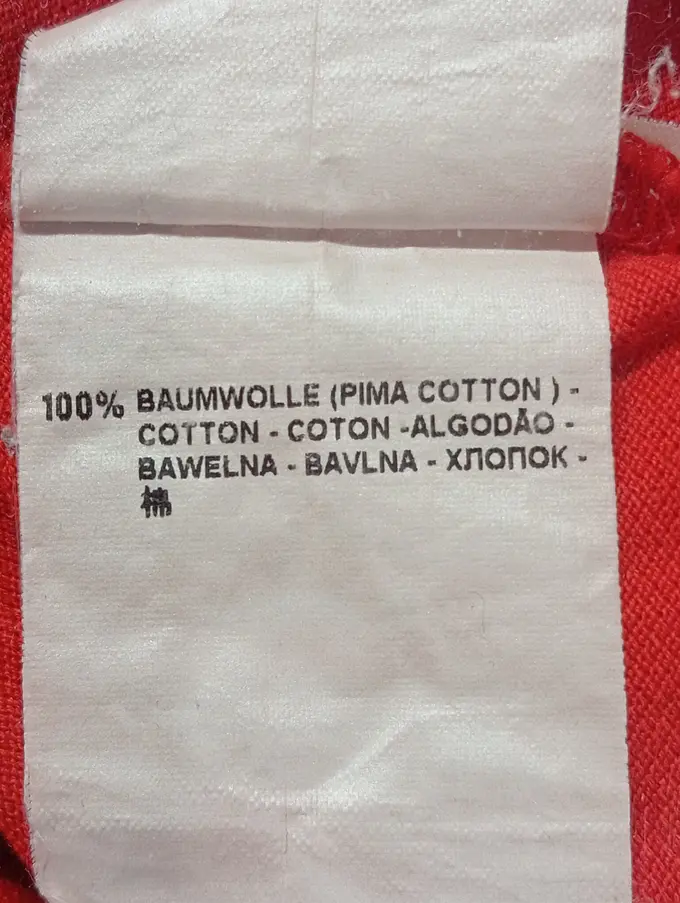 100% BAUMWOLLE (PIMA COTTON ) -
COTTON - COTON -ALGODÃO -
BAWELNA - BAVLNA - ХЛОПОК -
棉